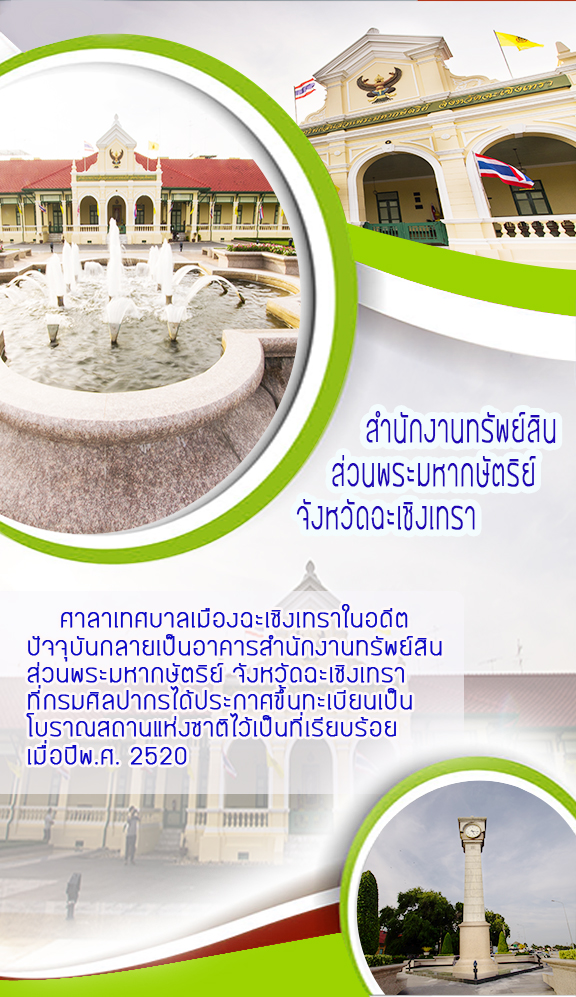 สำนักงานทรัพย์สิน
ส่วนพระมหากษัตริย์
จังหวัดฉะเชิงเทรา
ศาลาเทศบาลเมืองฉะเชิงเทราในอดีต
ปัจจุบันกลายเป็นอาคารสำนักงานทรัพย์สิน
ส่วนพระมหากษัตริย์ จังหวัดฉะเชิงเทรา
ที่กรมศิลปากรได้ประกาศขึ้นทะเบียนเป็น
โบราณสถานแห่งชาติไว้เป็นที่เรียบร้อย
เมื่อปีพ.ศ. 2520